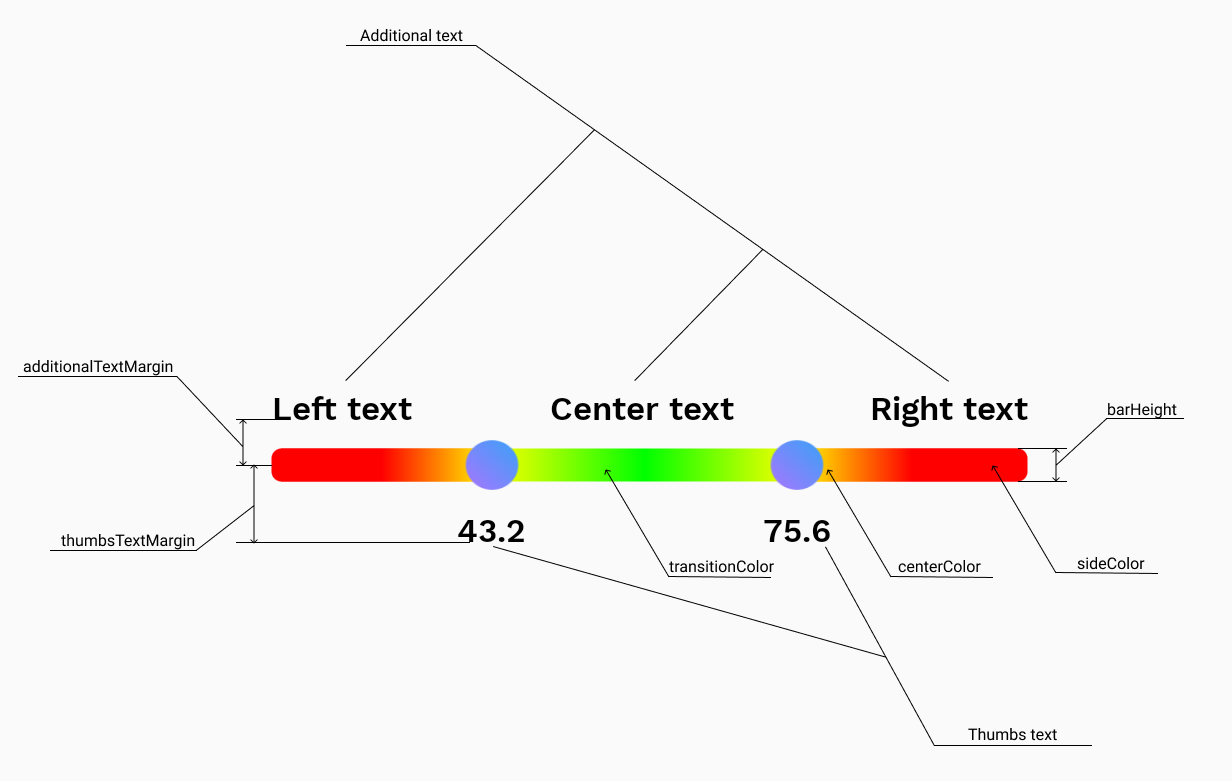 Additional text
additionalTextMargin
Left text
Center text
Right text
barHeight
thumbsTextMargin
43.2
75.6
transitionColor
centerColor
sideColor
Thumbs text